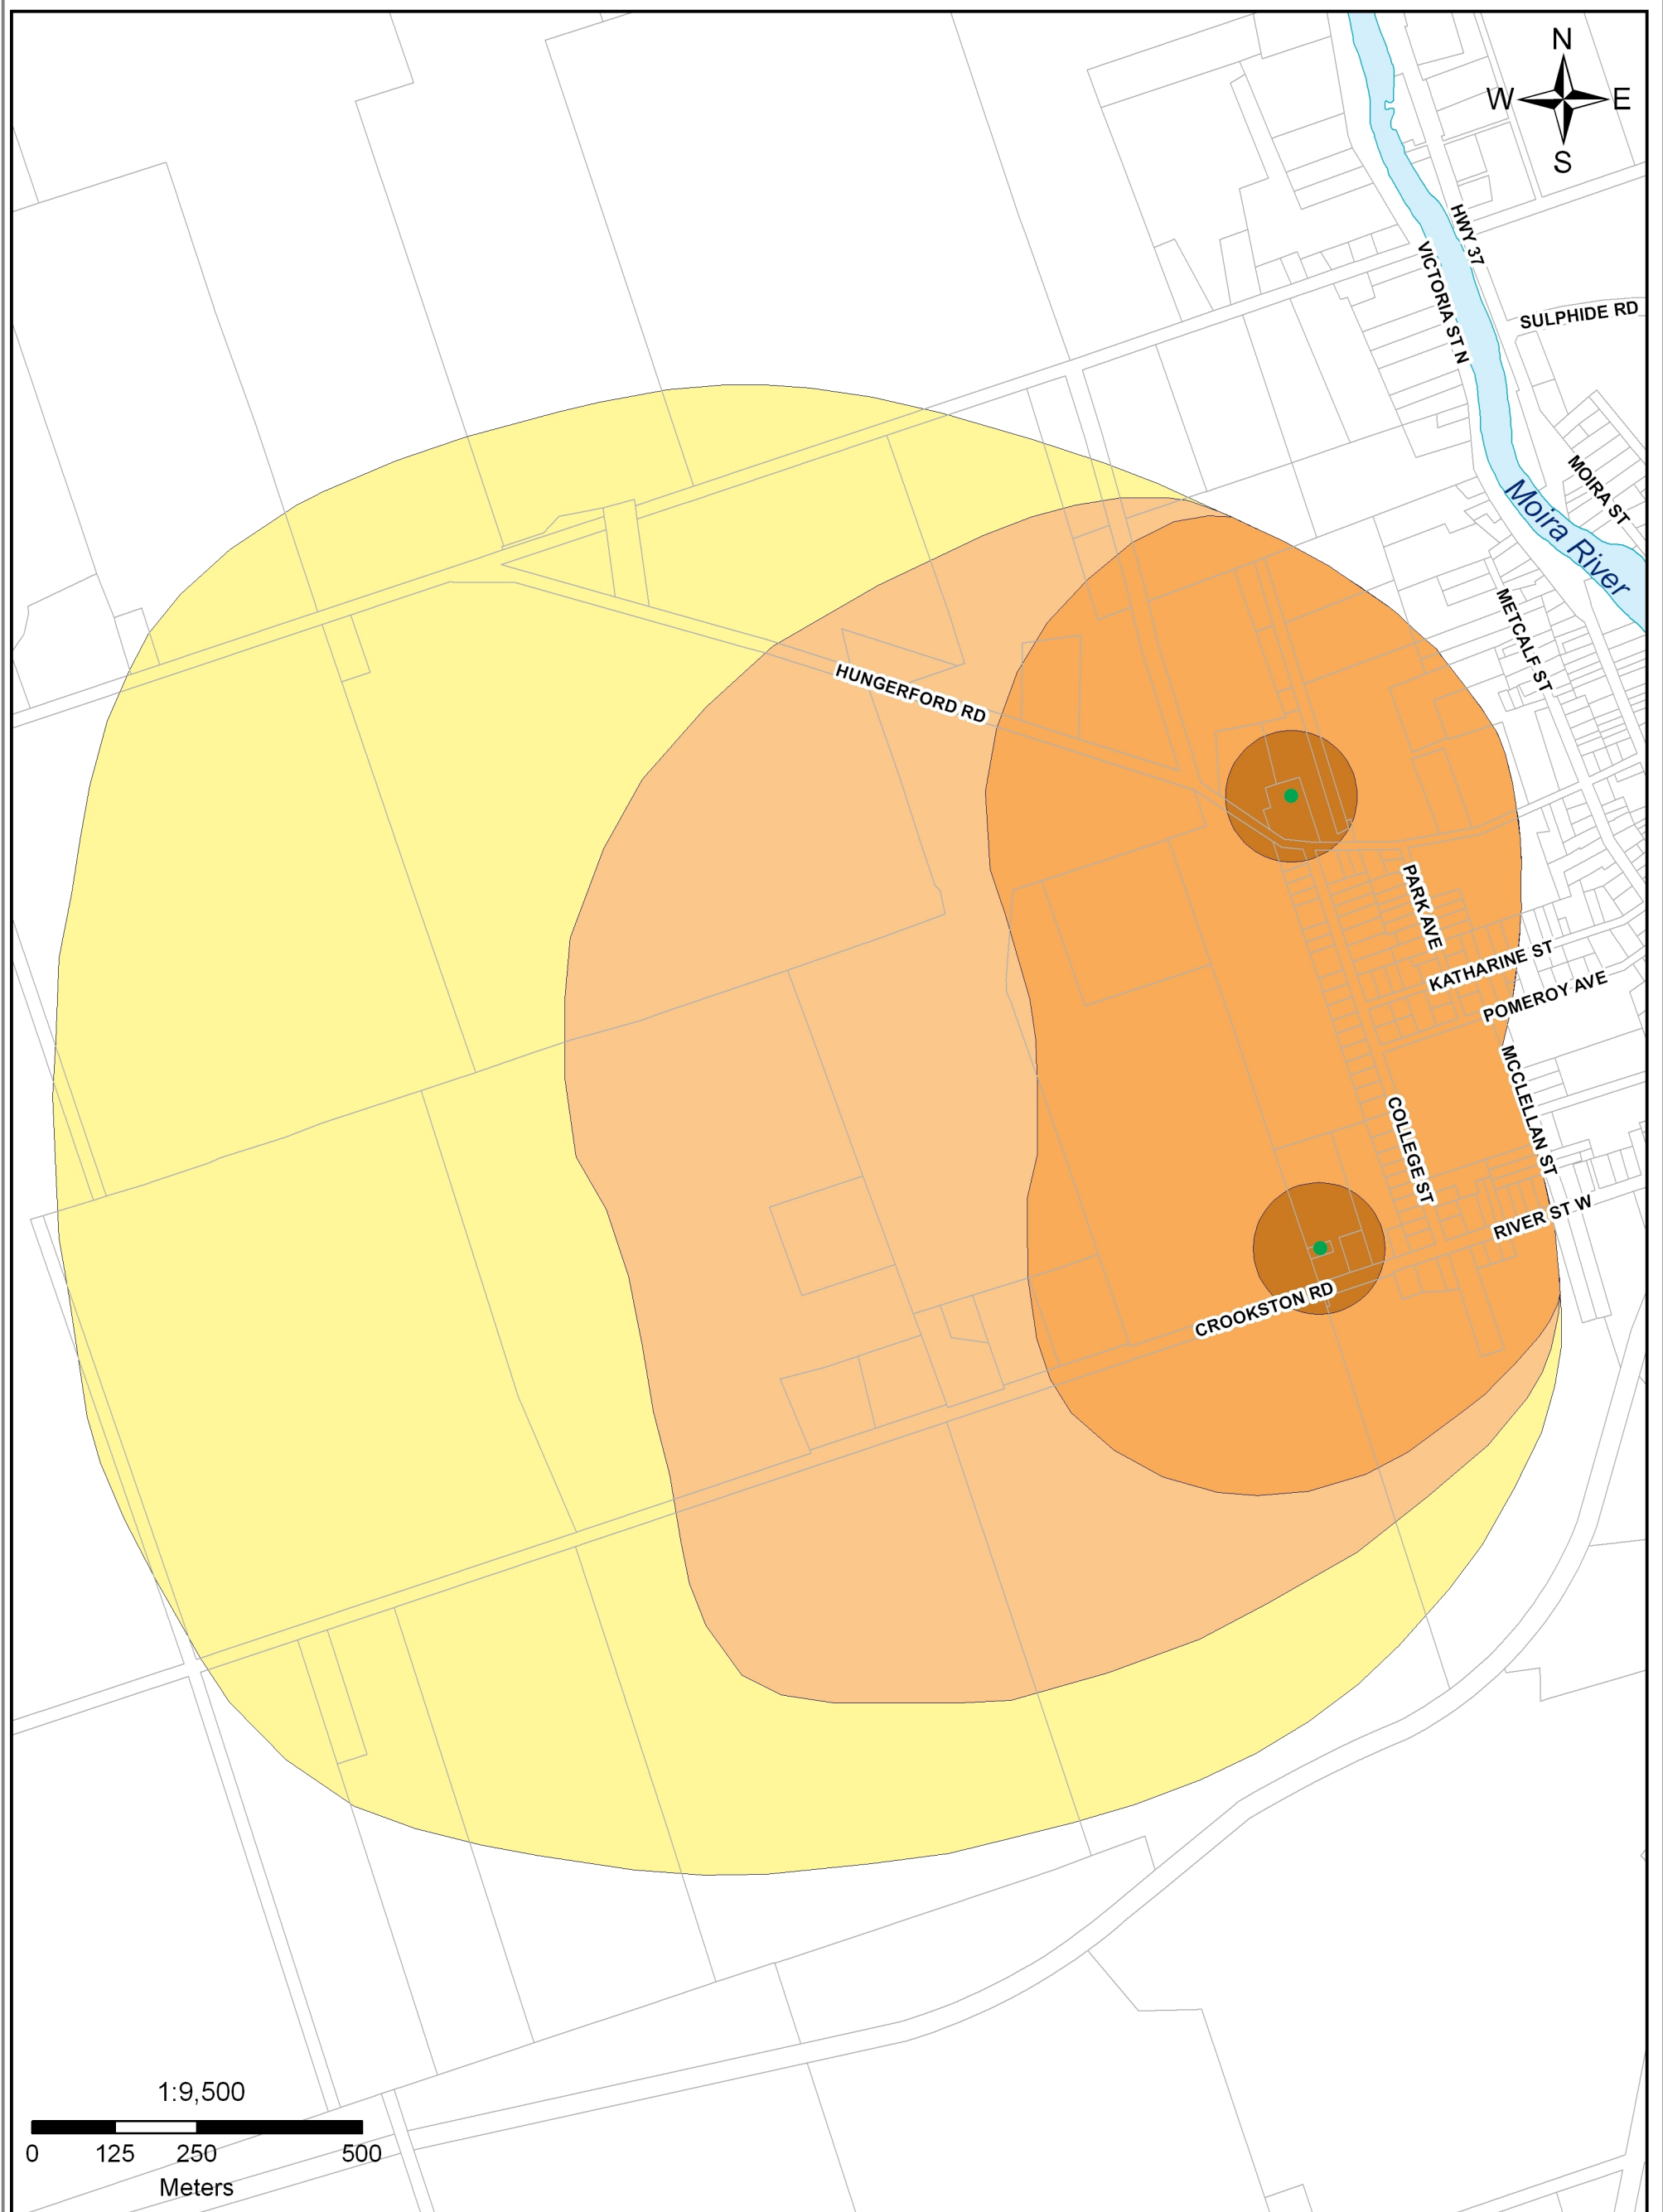 N
W E
S
HWY 37
VICTORIA ST N
SULPHIDE RD
MOIRA ST
Moira River
METCALF ST
HUNGERFORD RD
PARK AVE
KATHARINE ST
POMEROY AVE
MCCLELLAN ST
COLLEGE ST
RIVER ST W
CROOKSTON RD
1:9,500
0 125 250 500
Meters